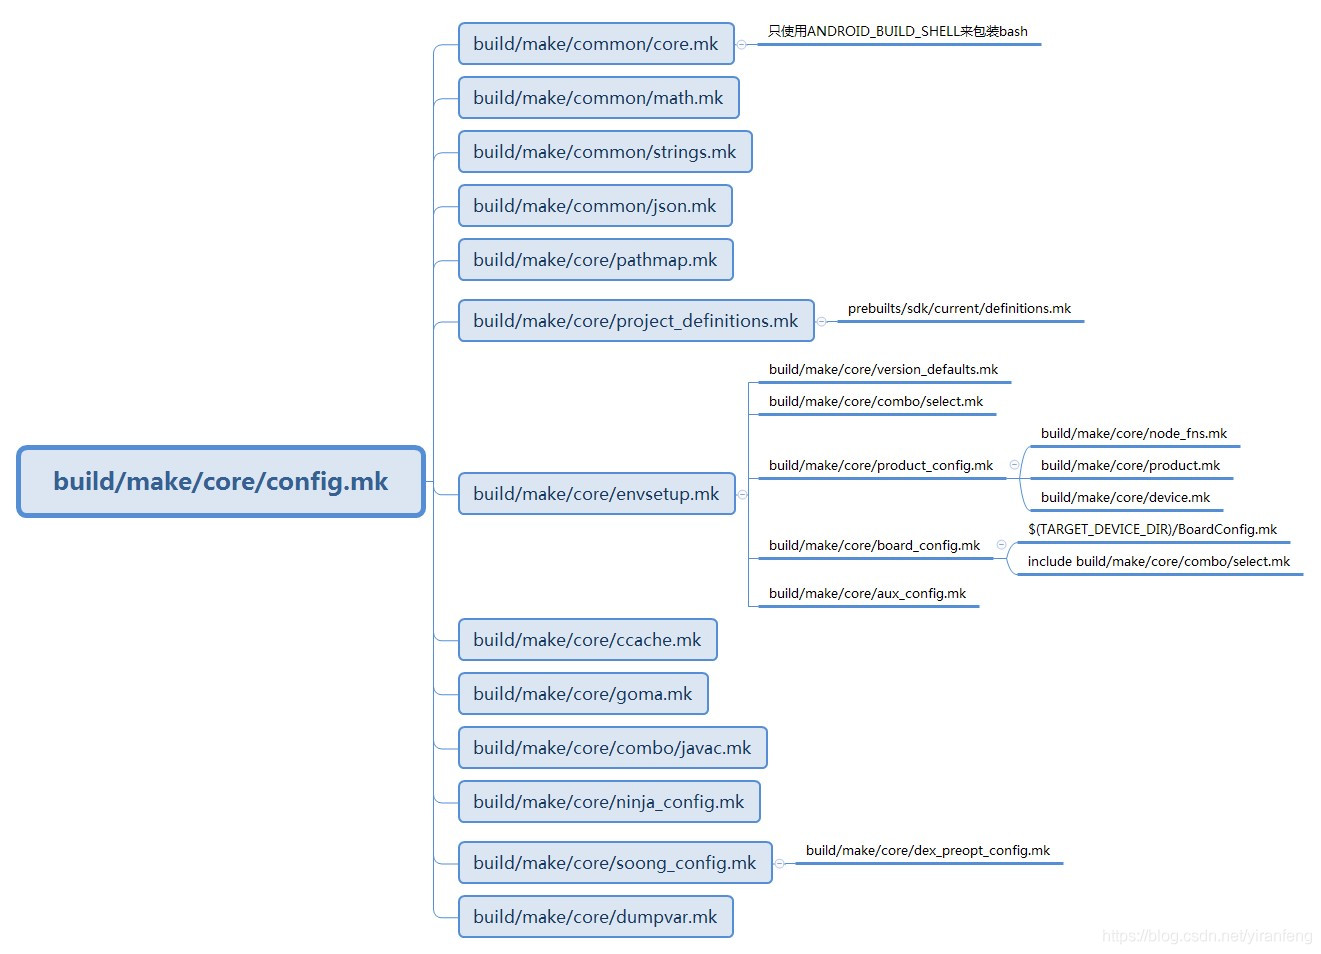 build/make/core/config.mk
build/make/common/core.mk
只使用ANDROID_BUILD_SHELL来包装bash
build/make/common/math.mk
build/make/common/strings.mk
build/make/common/json.mk
build/make/core/pathmap.mk
build/make/core/project_definitions.mk
prebuilts/sdk/current/definitions.mk
build/make/core/envsetup.mk
build/make/core/version_defaults.mk
build/make/core/combo/select.mk
build/make/core/product_config.mk
build/make/core/node_fns.mk
build/make/core/product.mk
build/make/core/device.mk
build/make/core/board_config.mk
$(TARGET_DEVICE_DIR)/BoardConfig.mk
include build/make/core/combo/select.mk
build/make/core/aux_config.mk
build/make/core/ccache.mk
build/make/core/goma.mk
build/make/core/combo/javac.mk
build/make/core/ninja_config.mk
build/make/core/soong_config.mk
build/make/core/dex_preopt_config.mk
build/make/core/dumpvar.mk
https://blog.csdn.net/yiranfeng